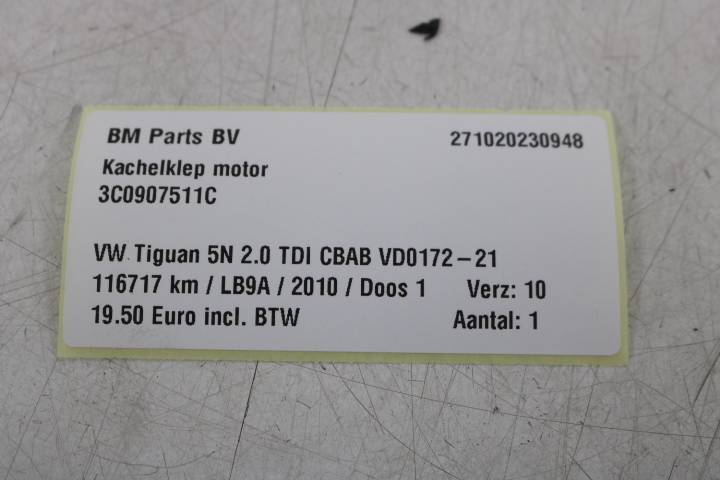 BM Parts BV 271020230948
Kachelklep motor
3C0907511C
VW Tiguan 5N 2.0 TDI CBAB VD0172-21
116717 km / LB9A / 2010 / Doos 1 Verz: 10
19.50 Euro incl. BTW Aantal: 1